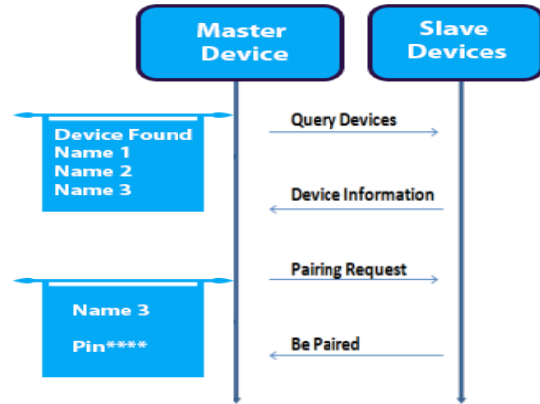 Master
Device
Slave
Devices
Device Found
Name 1
Name 2
Name 3
Query Devices
Device Information
Name 3
Pin****
Pairing Request
Be Paired